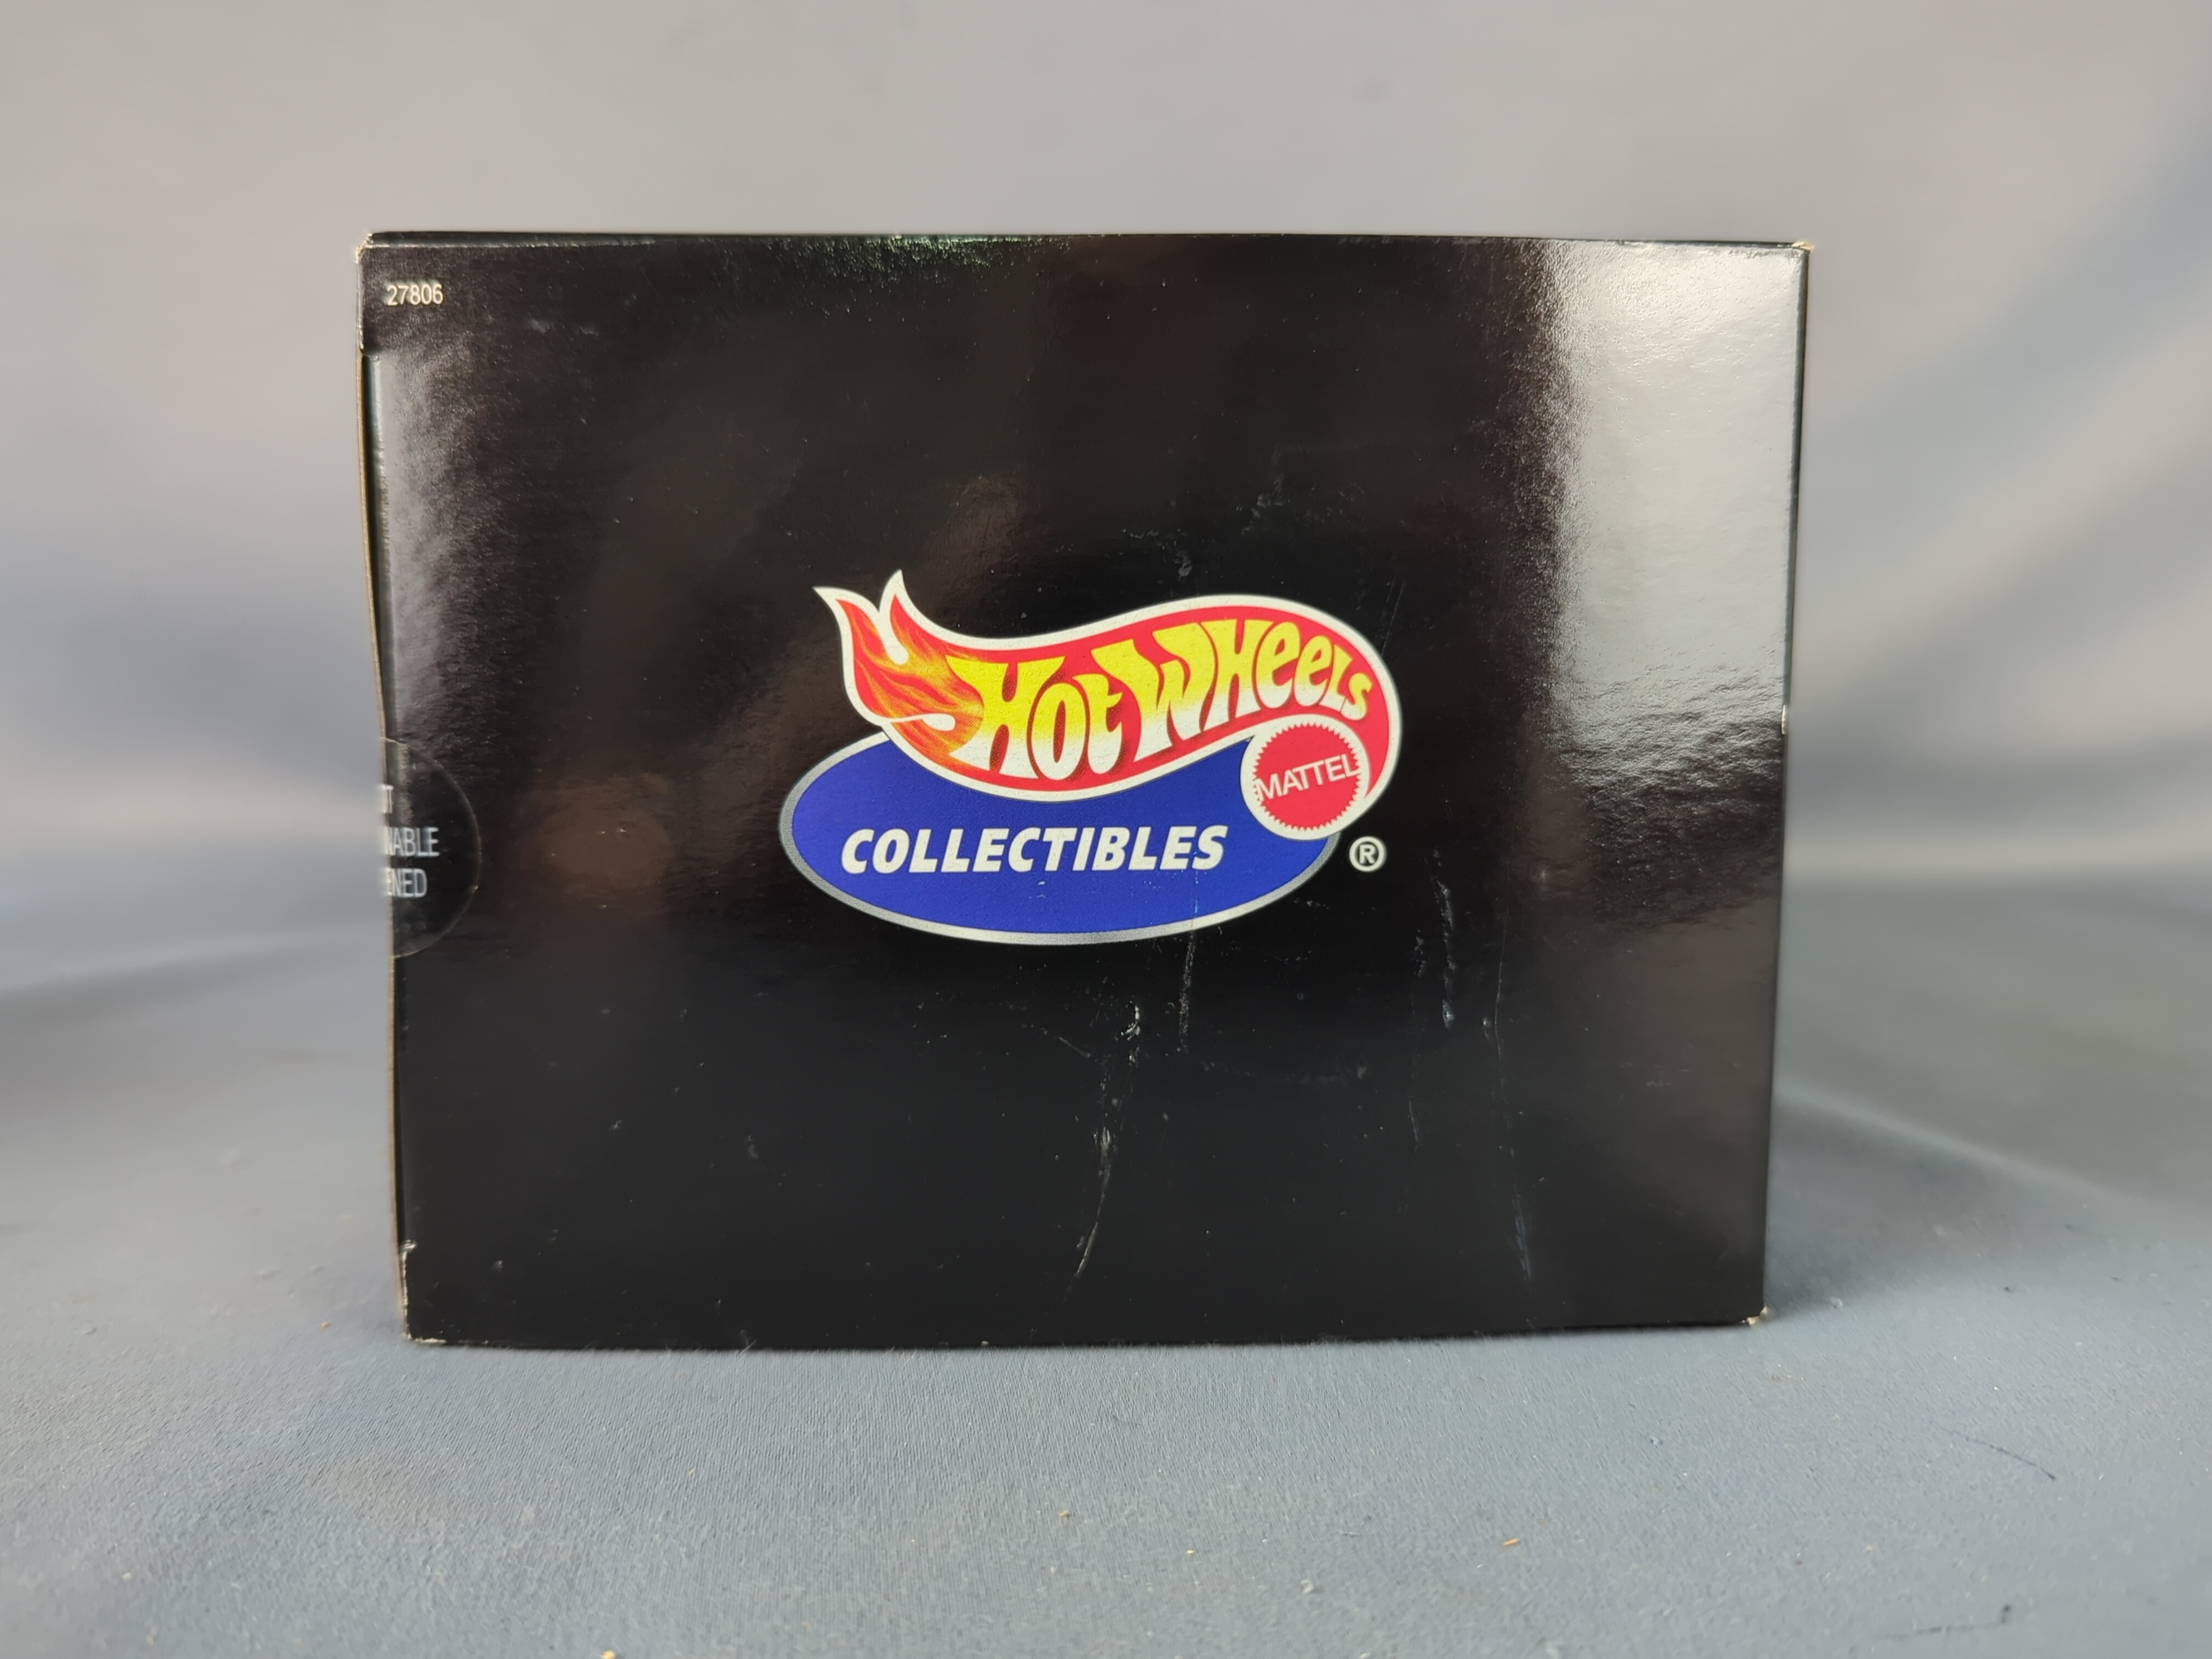 27806
HOT WHEELS
MATTEL
COLLECTIBLES
®